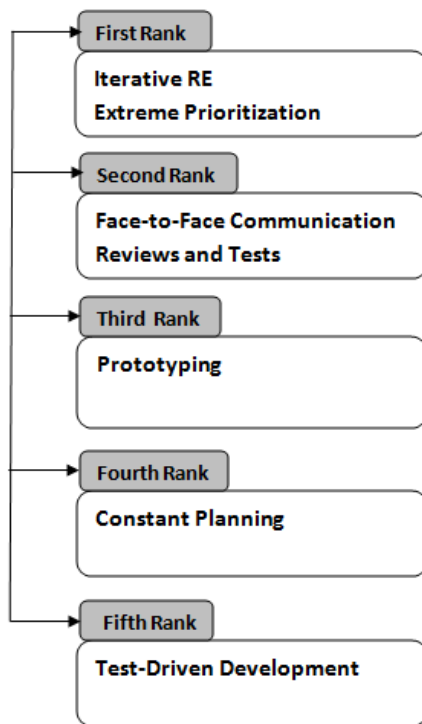 First Rank
Iterative RE
Extreme Prioritization
Second Rank
Face-to-Face Communication
Reviews and Tests
Third Rank
Prototyping
Fourth Rank
Constant Planning
Fifth Rank
Test-Driven Development